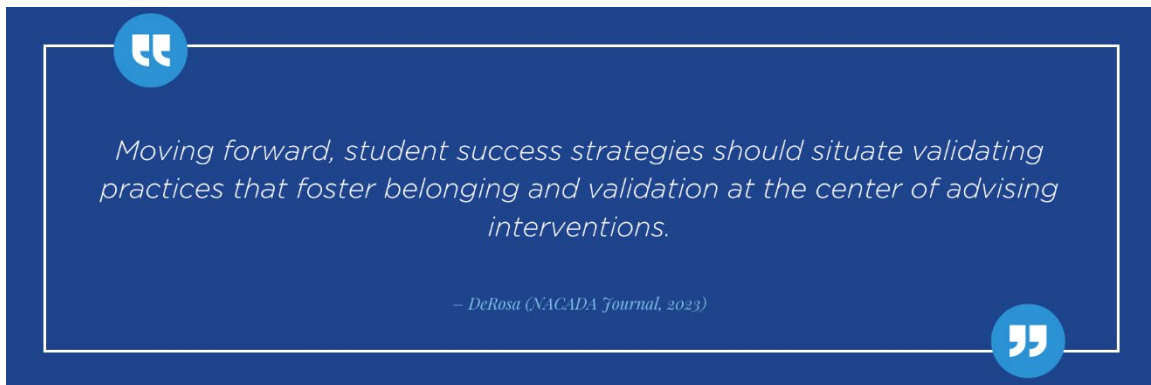 “
Moving forward, student success strategies should situate validating
practices that foster belonging and validation at the center of advising
interventions.
– DeRosa (NACADA Journal, 2023)
”